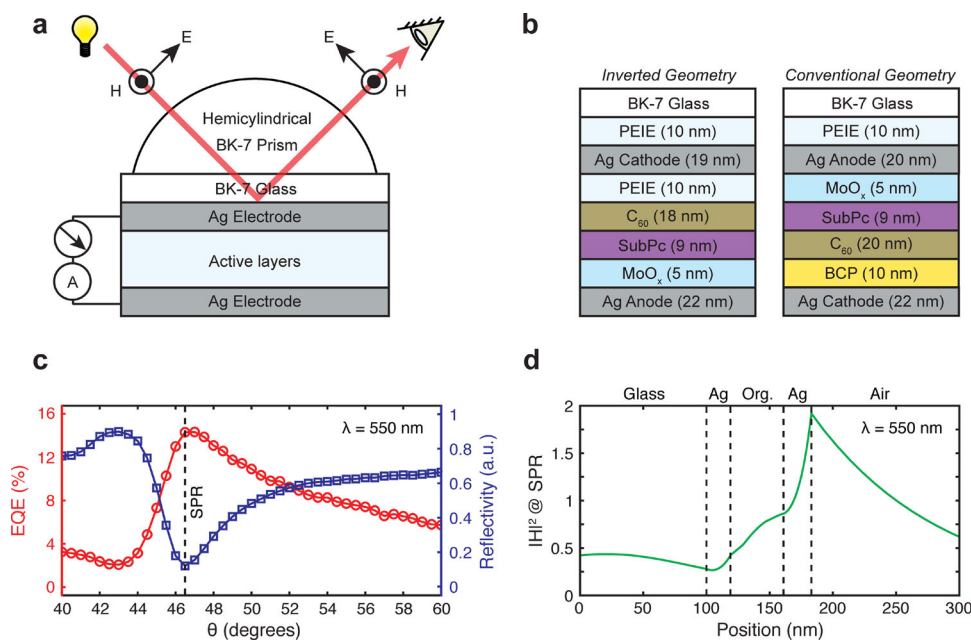 a
E
E
H
H
Hemicylindrical
BK-7 Prism
BK-7 Glass
Ag Electrode
Active layers
Ag Electrode
A
b
Inverted Geometry
BK-7 Glass
PEIE (10 nm)
Ag Cathode (19 nm)
PEIE (10 nm)
C₆₀ (18 nm)
SubPc (9 nm)
MoOₓ (5 nm)
Ag Anode (22 nm)
Conventional Geometry
BK-7 Glass
PEIE (10 nm)
Ag Anode (20 nm)
MoOₓ (5 nm)
SubPc (9 nm)
C₆₀ (20 nm)
BCP (10 nm)
Ag Cathode (22 nm)
c
EQE (%)
16
12
8
4
0
λ = 550 nm
SPR
1
0.8
0.6
0.4
0.2
0
Reflectivity (a.u.)
40 42 44 46 48 50 52 54 56 58 60
θ (degrees)
d
Glass Ag Org. Ag Air
λ = 550 nm
|H|² @ SPR
2
1.5
1
0.5
0
0 50 100 150 200 250 300
Position (nm)